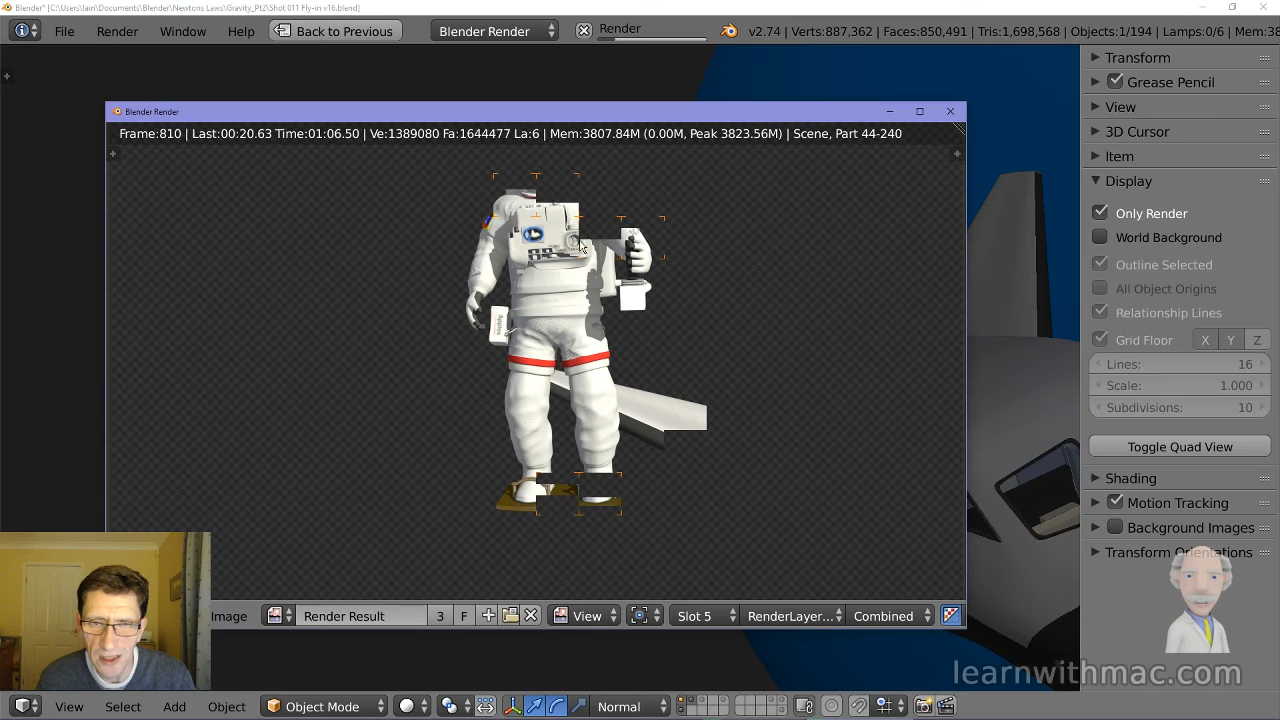 Blender* [C:\Users\Iain\Documents\Blender\Newtons Laws\Gravity_Pt2\Shot 011 Fly-in v16.blend]
File Render Window Help Back to Previous Blender Render Render v2.74 | Verts:887,362 | Faces:850,491 | Tris:1,698,568 | Objects:1/194 | Lamps:0/6 | Mem:38
Blender Render
Frame:810 | Last:00:20.63 Time:01:06.50 | Ve:1389080 Fa:1644477 La:6 | Mem:3807.84M (0.00M, Peak 3823.56M) | Scene, Part 44-240
Apples
Image Render Result 3 F View Slot 5 RenderLayer... Combined
Transform
Grease Pencil
View
3D Cursor
Item
Display
Only Render
World Background
Outline Selected
All Object Origins
Relationship Lines
Grid Floor X Y Z
Lines: 16
Scale: 1.000
Subdivisions: 10
Toggle Quad View
Shading
Motion Tracking
Background Images
Transform Orientations
learnwithmac.com
View Select Add Object Object Mode Normal